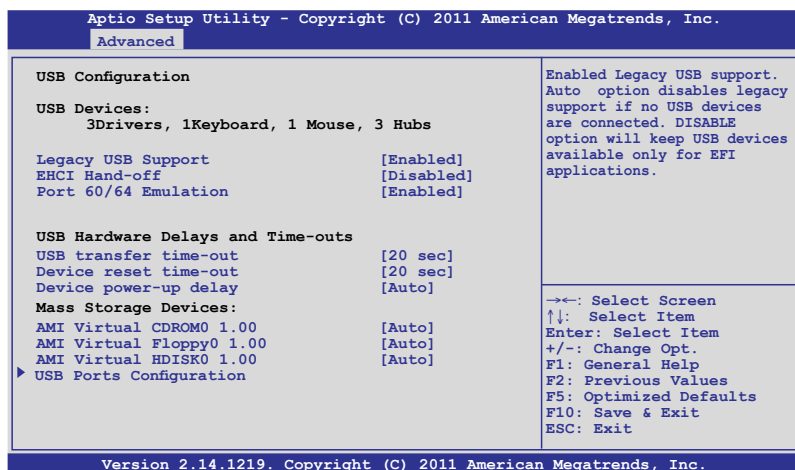 Aptio Setup Utility - Copyright (C) 2011 American Megatrends, Inc.
Advanced
USB Configuration
USB Devices:
3Drivers, 1Keyboard, 1 Mouse, 3 Hubs
Legacy USB Support [Enabled]
EHCI Hand-off [Disabled]
Port 60/64 Emulation [Enabled]
USB Hardware Delays and Time-outs
USB transfer time-out [20 sec]
Device reset time-out [20 sec]
Device power-up delay [Auto]
Mass Storage Devices:
AMI Virtual CDROM0 1.00 [Auto]
AMI Virtual Floppy0 1.00 [Auto]
AMI Virtual HDISK0 1.00 [Auto]
USB Ports Configuration
Enabled Legacy USB support.
Auto option disables legacy
support if no USB devices
are connected. DISABLE
option will keep USB devices
available only for EFI
applications.
→←: Select Screen
↑↓: Select Item
Enter: Select Item
+/-: Change Opt.
F1: General Help
F2: Previous Values
F5: Optimized Defaults
F10: Save & Exit
ESC: Exit
Version 2.14.1219. Copyright (C) 2011 American Megatrends, Inc.